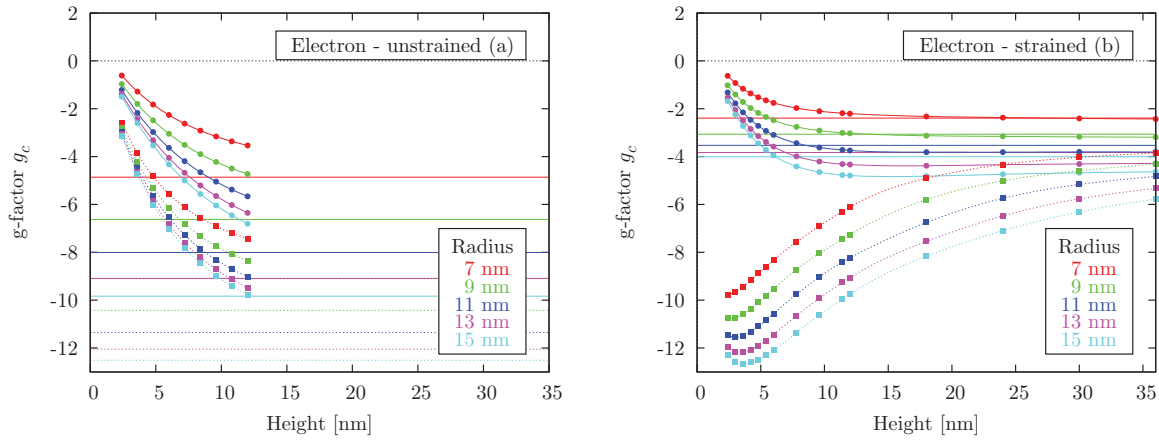 Electron - unstrained (a)
g-factor g_c
2
0
-2
-4
-6
-8
-10
-12
Radius
7 nm
9 nm
11 nm
13 nm
15 nm
0 5 10 15 20 25 30 35
Height [nm]
Electron - strained (b)
g-factor g_c
2
0
-2
-4
-6
-8
-10
-12
Radius
7 nm
9 nm
11 nm
13 nm
15 nm
0 5 10 15 20 25 30 35
Height [nm]